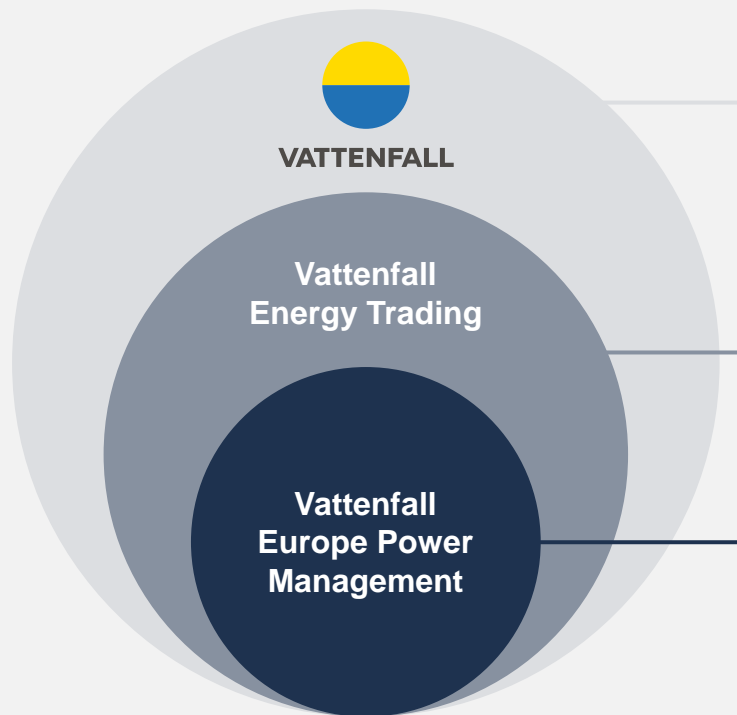 VATTENFALL
Vattenfall
Energy Trading
Vattenfall
Europe Power
Management